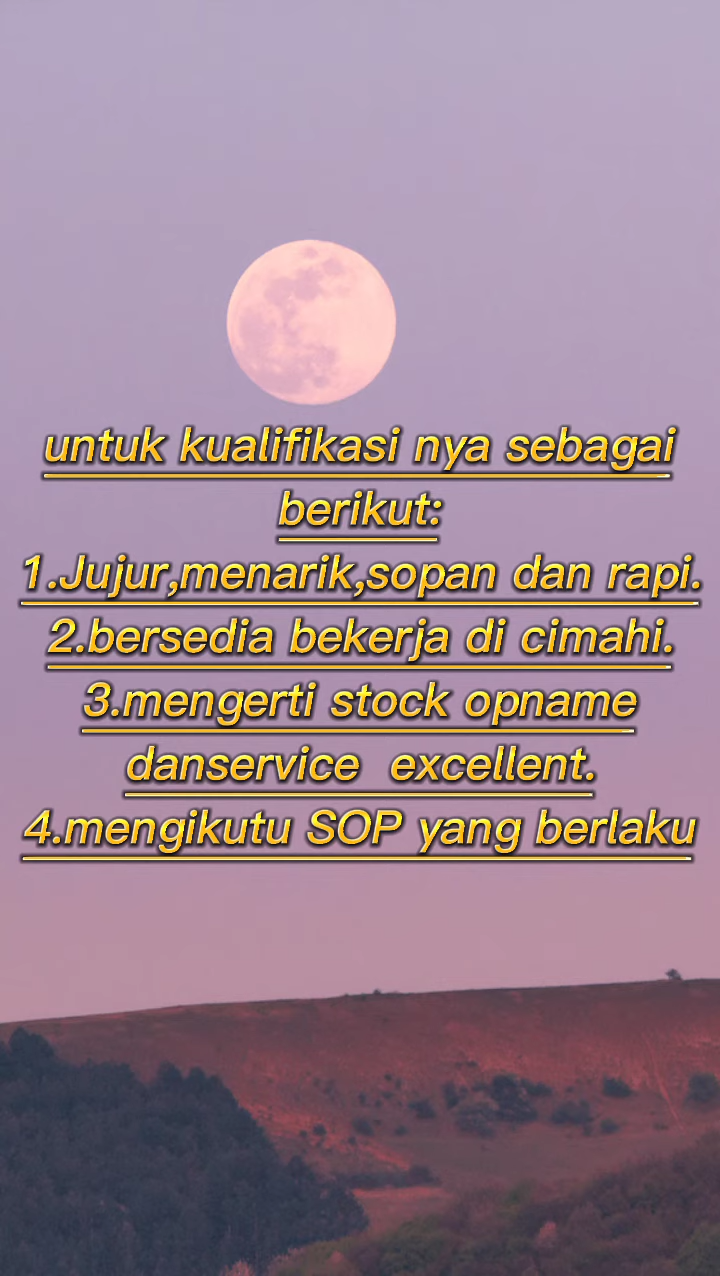 untuk kualifikasi nya sebagai
berikut:
1.Jujur,menarik,sopan dan rapi.
2.bersedia bekerja di cimahi.
3.mengerti stock opname
danservice  excellent.
4.mengikutu SOP yang berlaku